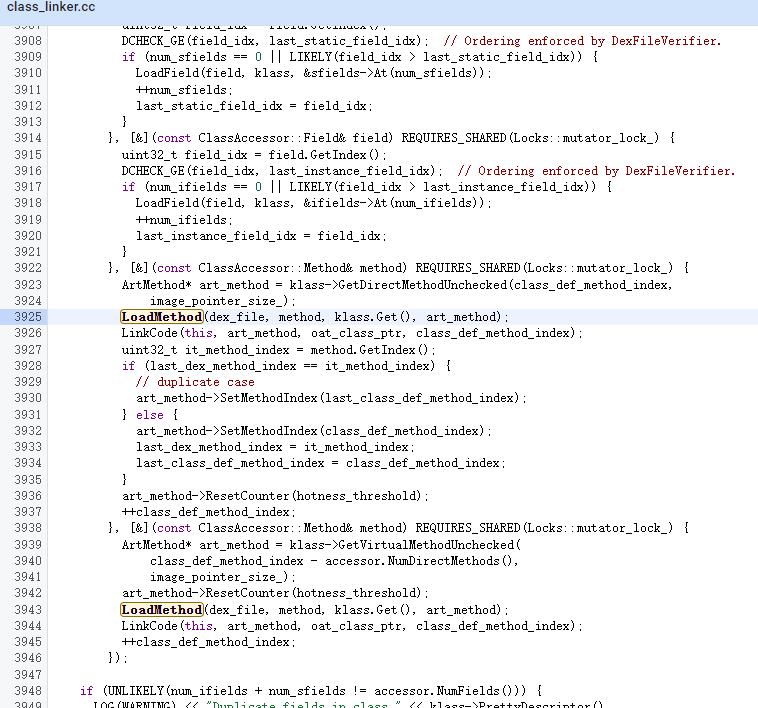 class_linker.cc
3908 DCHECK_GE(field_idx, last_static_field_idx);  // Ordering enforced by DexFileVerifier.
3909 if (num_sfields == 0 || LIKELY(field_idx > last_static_field_idx)) {
3910 LoadField(field, klass, &sfields->At(num_sfields));
3911 ++num_sfields;
3912 last_static_field_idx = field_idx;
3913 }
3914 }, [&](const ClassAccessor::Field& field) REQUIRES_SHARED(Locks::mutator_lock_) {
3915 uint32_t field_idx = field.GetIndex();
3916 DCHECK_GE(field_idx, last_instance_field_idx);  // Ordering enforced by DexFileVerifier.
3917 if (num_ifields == 0 || LIKELY(field_idx > last_instance_field_idx)) {
3918 LoadField(field, klass, &ifields->At(num_ifields));
3919 ++num_ifields;
3920 last_instance_field_idx = field_idx;
3921 }
3922 }, [&](const ClassAccessor::Method& method) REQUIRES_SHARED(Locks::mutator_lock_) {
3923 ArtMethod* art_method = klass->GetDirectMethodUnchecked(class_def_method_index,
3924 image_pointer_size_);
3925 LoadMethod(dex_file, method, klass.Get(), art_method);
3926 LinkCode(this, art_method, oat_class_ptr, class_def_method_index);
3927 uint32_t it_method_index = method.GetIndex();
3928 if (last_dex_method_index == it_method_index) {
3929 // duplicate case
3930 art_method->SetMethodIndex(last_class_def_method_index);
3931 } else {
3932 art_method->SetMethodIndex(class_def_method_index);
3933 last_dex_method_index = it_method_index;
3934 last_class_def_method_index = class_def_method_index;
3935 }
3936 art_method->ResetCounter(hotness_threshold);
3937 ++class_def_method_index;
3938 }, [&](const ClassAccessor::Method& method) REQUIRES_SHARED(Locks::mutator_lock_) {
3939 ArtMethod* art_method = klass->GetVirtualMethodUnchecked(
3940 class_def_method_index - accessor.NumDirectMethods(),
3941 image_pointer_size_);
3942 art_method->ResetCounter(hotness_threshold);
3943 LoadMethod(dex_file, method, klass.Get(), art_method);
3944 LinkCode(this, art_method, oat_class_ptr, class_def_method_index);
3945 ++class_def_method_index;
3946 });
3947
3948 if (UNLIKELY(num_ifields + num_sfields != accessor.NumFields())) {
3949 LOG(WARNING) << "Duplicate fields in class " << klass->PrettyDescriptor()